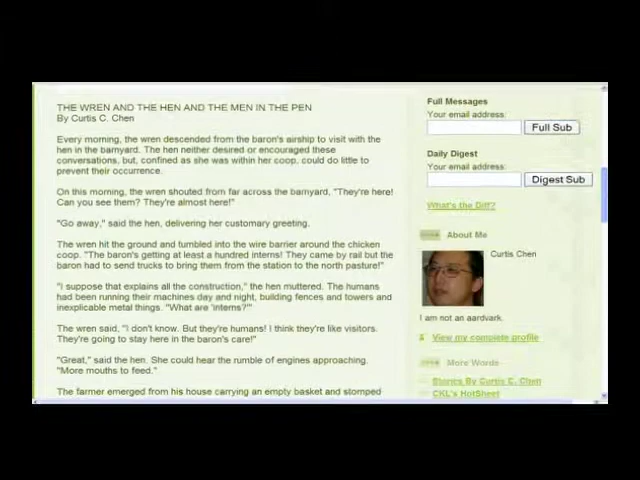 THE WREN AND THE HEN AND THE MEN IN THE PEN
By Curtis C. Chen
Every morning, the wren descended from the baron's airship to visit with the
hen in the barnyard. The hen neither desired or encouraged these
conversations, but, confined as she was within her coop, could do little to
prevent their occurrence.
On this morning, the wren shouted from far across the barnyard, "They're here!
Can you see them? They're almost here!"
"Go away," said the hen, delivering her customary greeting.
The wren hit the ground and tumbled into the wire barrier around the chicken
coop. "The baron's getting at least a hundred interns! They came by rail but the
baron had to send trucks to bring them from the station to the north pasture!"
"I suppose that explains all the construction," the hen muttered. The humans
had been running their machines day and night, building fences and towers and
inexplicable metal things. "What are 'interns'?"
The wren said, "I don't know. But they're humans! I think they're like visitors.
They're going to stay here in the baron's care!"
"Great," said the hen. She could hear the rumble of engines approaching.
"More mouths to feed."
The farmer emerged from his house carrying an empty basket and stomped
Full Messages
Your email address:
Full Sub
Daily Digest
Your email address:
Digest Sub
What's the Diff?
About Me
Curtis Chen
I am not an aardvark.
View my complete profile
More Words
Stories By Curtis C. Chen
CKL's HotSheet